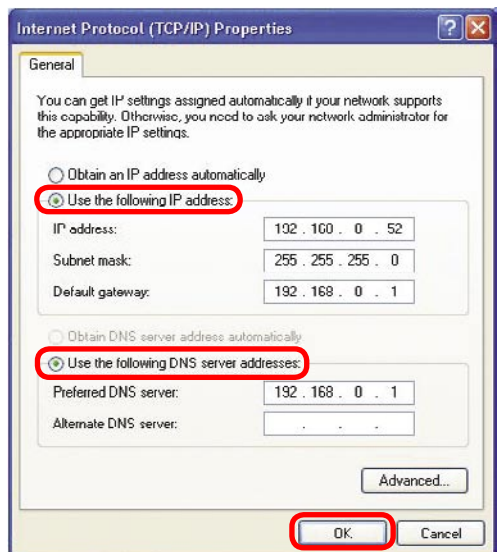 Internet Protocol (TCP/IP) Properties
General
You can get IP settings assigned automatically if your network supports
this capability. Otherwise, you need to ask your network administrator for
the appropriate IP settings.
Obtain an IP address automatically
Use the following IP address:
IP address: 192 . 168 . 0 . 52
Subnet mask: 255 . 255 . 255 . 0
Default gateway: 192 . 168 . 0 . 1
Obtain DNS server address automatically
Use the following DNS server addresses:
Preferred DNS server: 192 . 168 . 0 . 1
Alternate DNS server: . . .
Advanced...
OK
Cancel